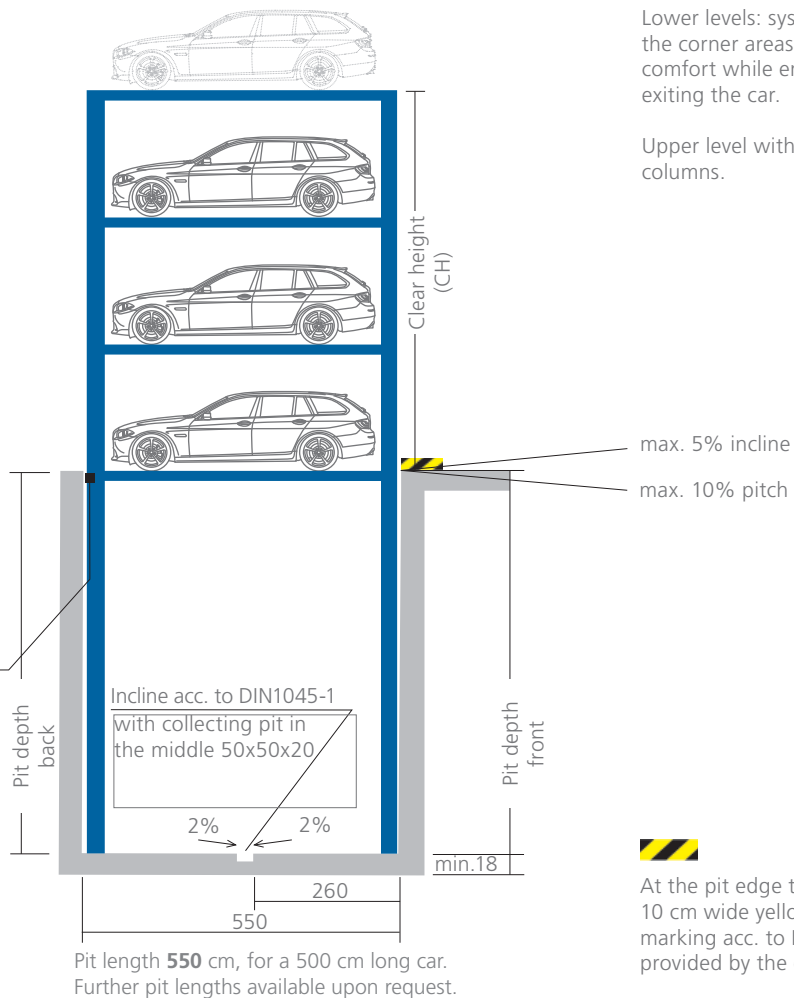 Lower levels: sys
the corner areas
comfort while en
exiting the car.
Upper level with
columns.
Clear height
(CH)
max. 5% incline
max. 10% pitch
Incline acc. to DIN1045-1
with collecting pit in
the middle 50x50x20
Pit depth
back
Pit depth
front
2%
2%
min.18
260
550
At the pit edge t
10 cm wide yello
marking acc. to
provided by the
Pit length 550 cm, for a 500 cm long car.
Further pit lengths available upon request.